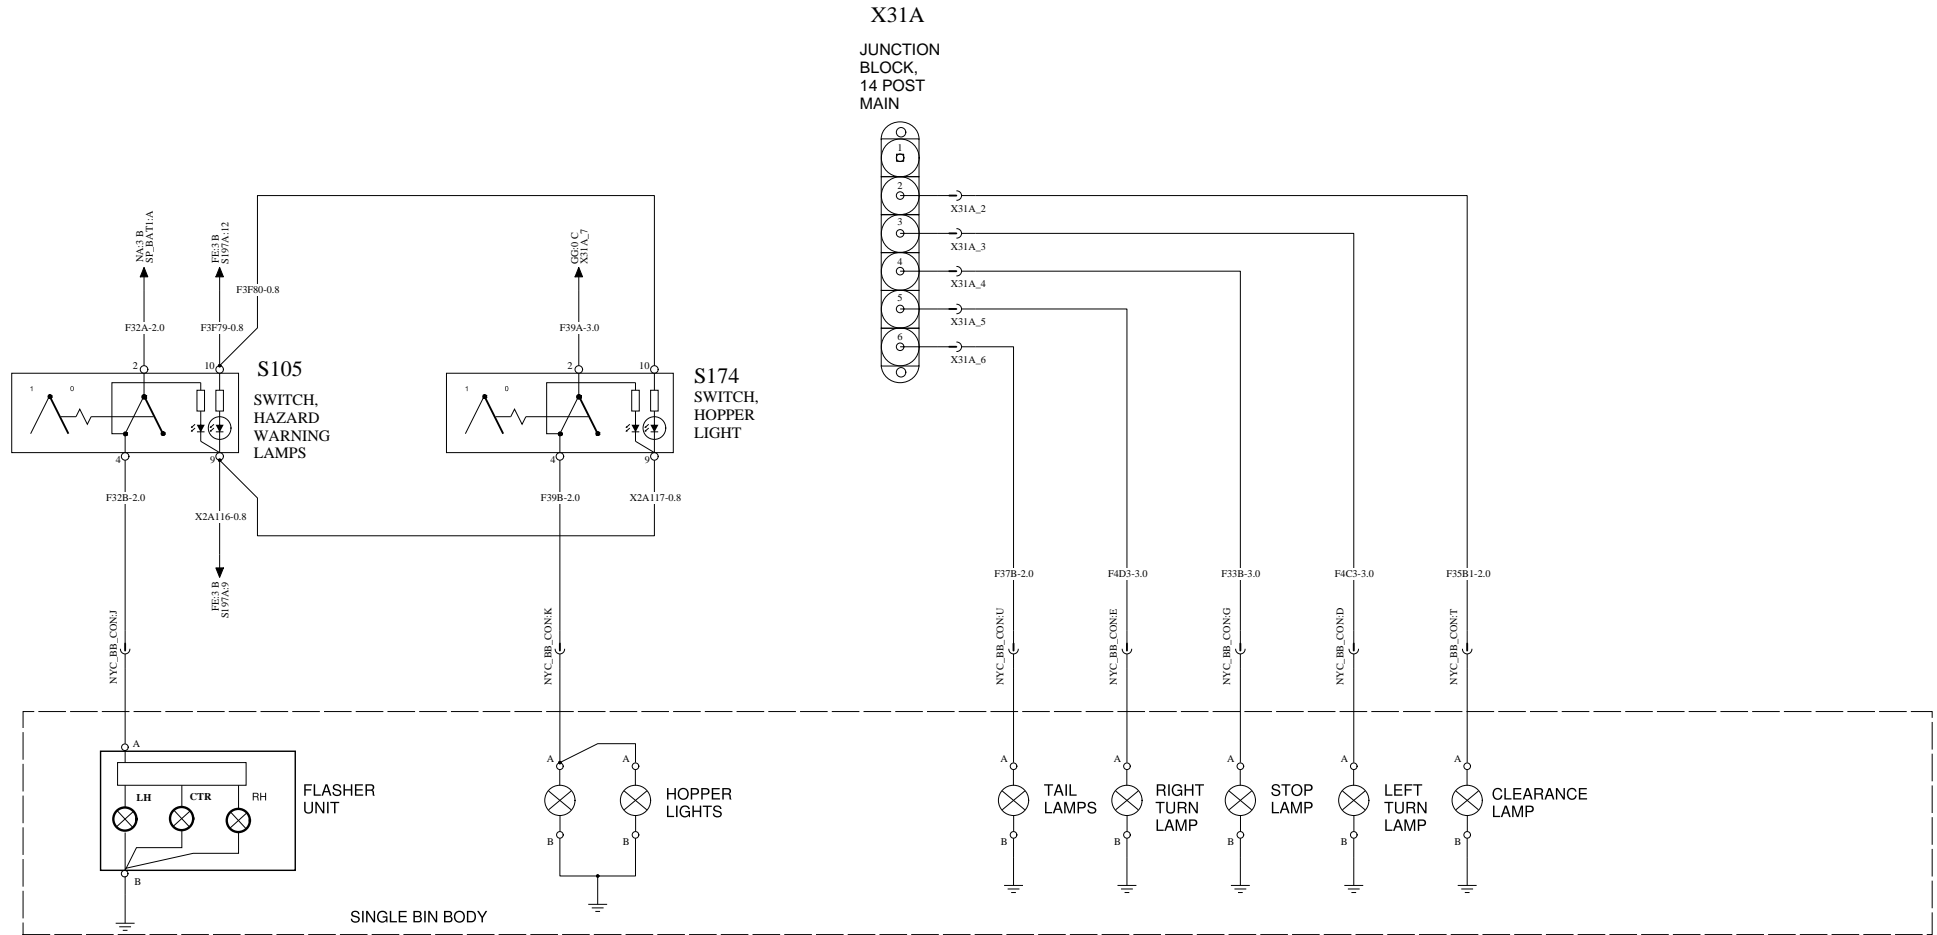 X31A
JUNCTION
BLOCK,
14 POST
MAIN
1
2
X31A_2
3
X31A_3
4
X31A_4
5
X31A_5
6
X31A_6
NA:3 B
SP_BAT1:A
FE:3 B
S197A:12
F3F80-0.8
F32A-2.0
F3F79-0.8
GG:0 C
X31A_7
F39A-3.0
2
10
S105
SWITCH,
HAZARD
WARNING
LAMPS
1
0
4
9
2
10
S174
SWITCH,
HOPPER
LIGHT
1
0
4
9
F32B-2.0
X2A116-0.8
FE:3 B
S197A:9
F39B-2.0
X2A117-0.8
F37B-2.0
F4D3-3.0
F33B-3.0
F4C3-3.0
F35B1-2.0
NYC_BB_CON:J
NYC_BB_CON:K
NYC_BB_CON:U
NYC_BB_CON:E
NYC_BB_CON:G
NYC_BB_CON:D
NYC_BB_CON:T
A
LH
CTR
RH
B
FLASHER
UNIT
A
A
B
B
HOPPER
LIGHTS
A
B
TAIL
LAMPS
A
B
RIGHT
TURN
LAMP
A
B
STOP
LAMP
A
B
LEFT
TURN
LAMP
A
B
CLEARANCE
LAMP
SINGLE BIN BODY